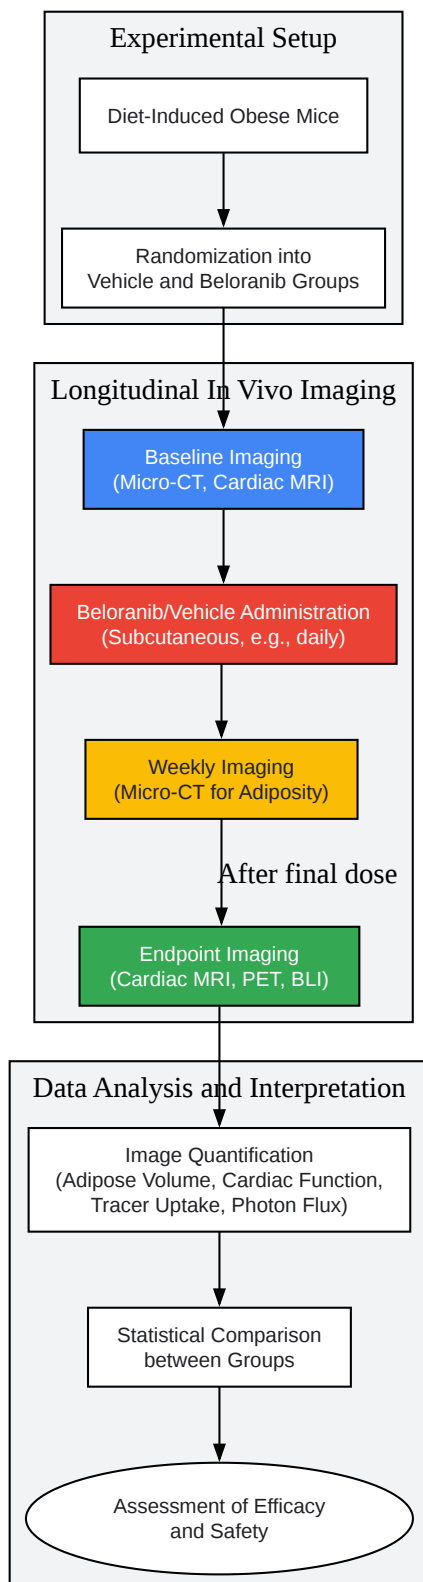 Experimental Setup
Diet-Induced Obese Mice
Randomization into
Vehicle and Beloranib Groups
Longitudinal In Vivo Imaging
Baseline Imaging
(Micro-CT, Cardiac MRI)
Beloranib/Vehicle Administration
(Subcutaneous, e.g., daily)
Weekly Imaging
(Micro-CT for Adiposity)
After final dose
Endpoint Imaging
(Cardiac MRI, PET, BLI)
Data Analysis and Interpretation
Image Quantification
(Adipose Volume, Cardiac Function,
Tracer Uptake, Photon Flux)
Statistical Comparison
between Groups
Assessment of Efficacy
and Safety